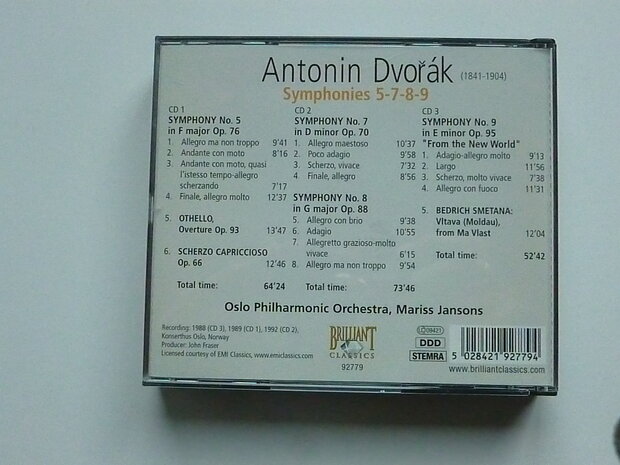 Antonin Dvořák (1841-1904)
Symphonies 5-7-8-9
CD 1
SYMPHONY No. 5
in F major Op. 76
1. Allegro ma non troppo 9'41
2. Andante con moto 8'16
3. Andante con moto, quasi
l'istesso tempo-allegro
scherzando 7'17
4. Finale, allegro molto 12'37
5. OTHELLO,
Overture Op. 93 13'47
6. SCHERZO CAPRICCIOSO
Op. 66 12'46
Total time: 64'24
CD 2
SYMPHONY No. 7
in D minor Op. 70
1. Allegro maestoso 10'37
2. Poco adagio 9'58
3. Scherzo, vivace 7'32
4. Finale, allegro 8'56
SYMPHONY No. 8
in G major Op. 88
5. Allegro con brio 9'38
6. Adagio 10'55
7. Allegretto grazioso-molto
vivace 6'15
8. Allegro ma non troppo 9'54
Total time: 73'46
CD 3
SYMPHONY No. 9
in E minor Op. 95
"From the New World"
1. Adagio-allegro molto 9'13
2. Largo 11'56
3. Scherzo, molto vivace 7'38
4. Allegro con fuoco 11'31
5. BEDRICH SMETANA:
Vltava (Moldau),
from Ma Vlast 12'04
Total time: 52'42
Oslo Philharmonic Orchestra, Mariss Jansons
Recording: 1988 (CD 3), 1989 (CD 1), 1992 (CD 2),
Konserthus Oslo, Norway
Producer: John Fraser
Licensed courtesy of EMI Classics, www.emiclassics.com
BRILLIANT
CLASSICS
92779
LC 09421
DDD
STEMRA
5 028421 927794
www.brilliantclassics.com